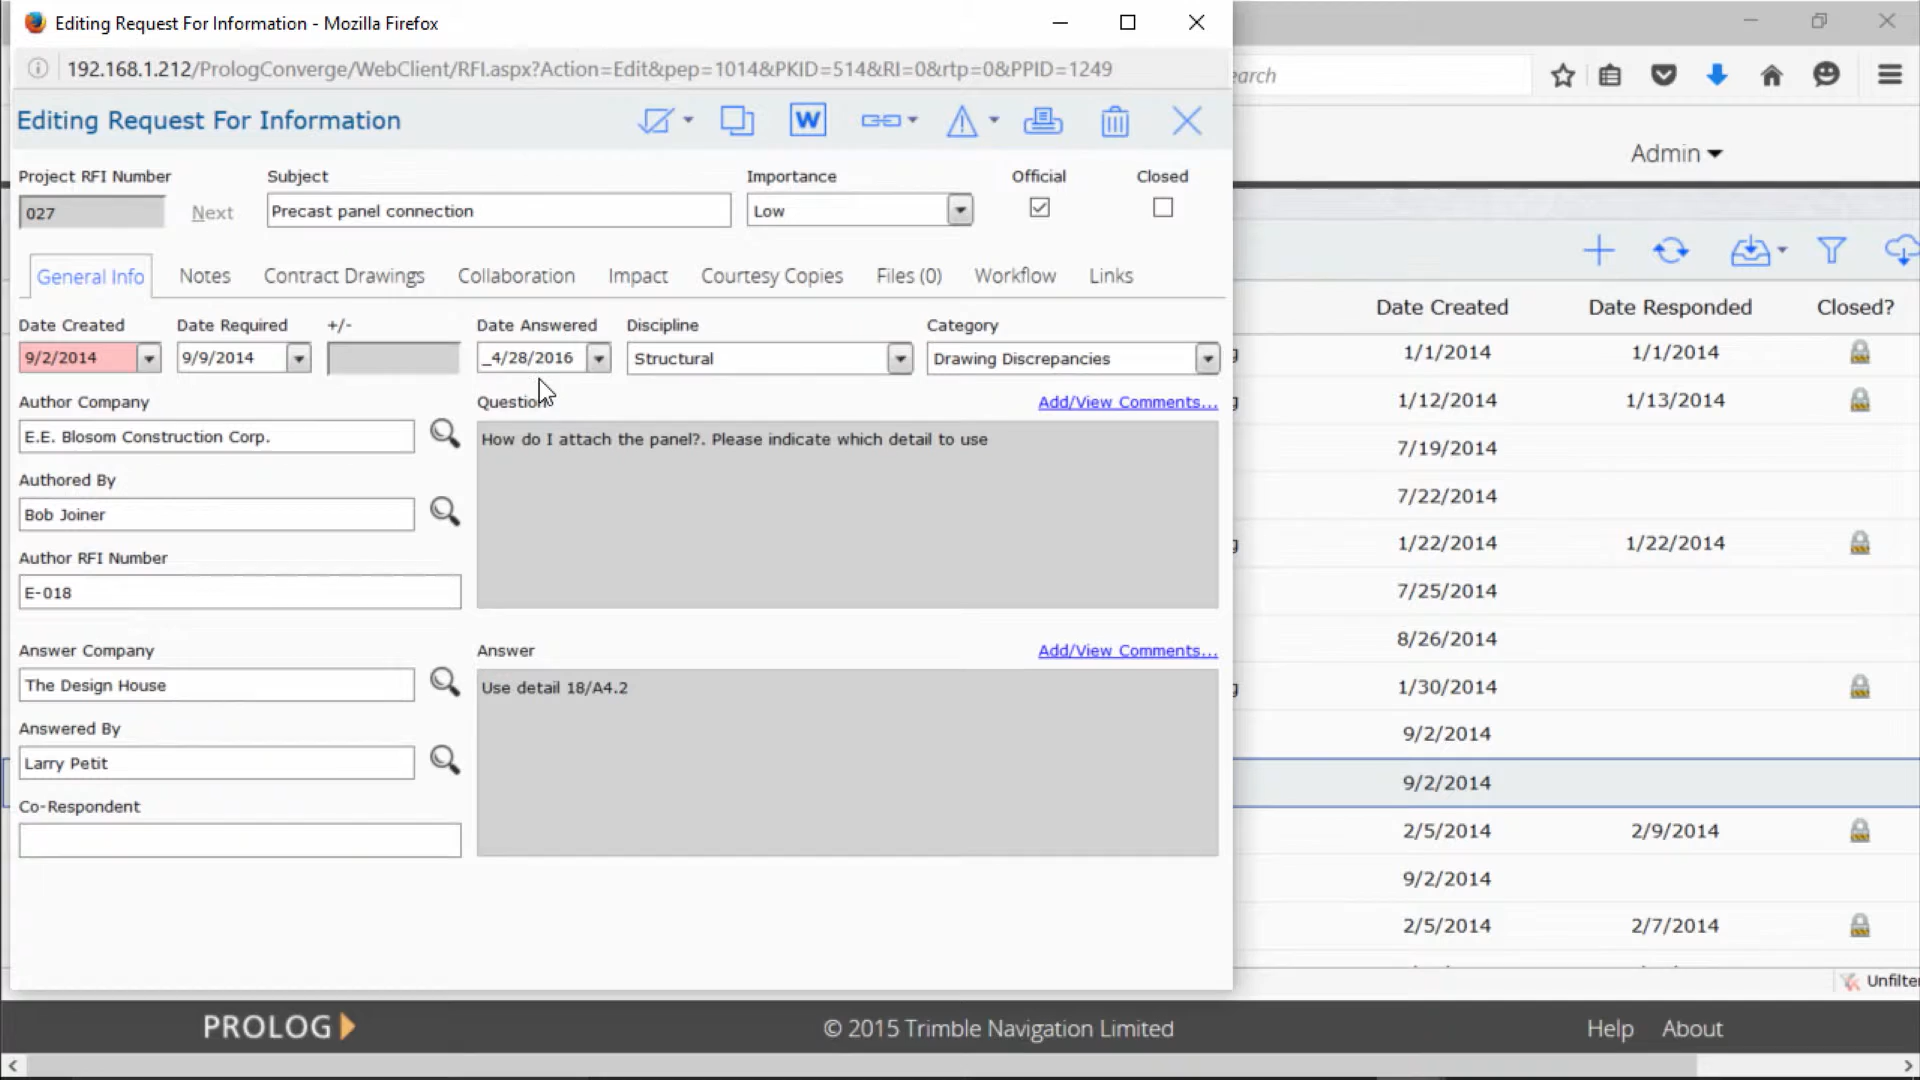 Editing Request For Information - Mozilla Firefox
192.168.1.212/PrologConverge/WebClient/RFI.aspx?Action=Edit&pep=1014&PKID=514&RI=0&rtp=0&PPID=1249
earch
Editing Request For Information
W
Admin
Project RFI Number Subject Importance Official Closed
027 Next Precast panel connection Low
General Info Notes Contract Drawings Collaboration Impact Courtesy Copies Files (0) Workflow Links
Date Created Date Required +/- Date Answered Discipline Category
9/2/2014 9/9/2014 _4/28/2016 Structural Drawing Discrepancies
Author Company Question Add/View Comments...
E.E. Blosom Construction Corp. How do I attach the panel?. Please indicate which detail to use
Authored By
Bob Joiner
Author RFI Number
E-018
Answer Company Answer Add/View Comments...
The Design House Use detail 18/A4.2
Answered By
Larry Petit
Co-Respondent
Date Created Date Responded Closed?
g 1/1/2014 1/1/2014
g 1/12/2014 1/13/2014
7/19/2014
7/22/2014
g 1/22/2014 1/22/2014
7/25/2014
8/26/2014
g 1/30/2014
9/2/2014
9/2/2014
2/5/2014 2/9/2014
9/2/2014
2/5/2014 2/7/2014
Unfilte
PROLOG © 2015 Trimble Navigation Limited Help About